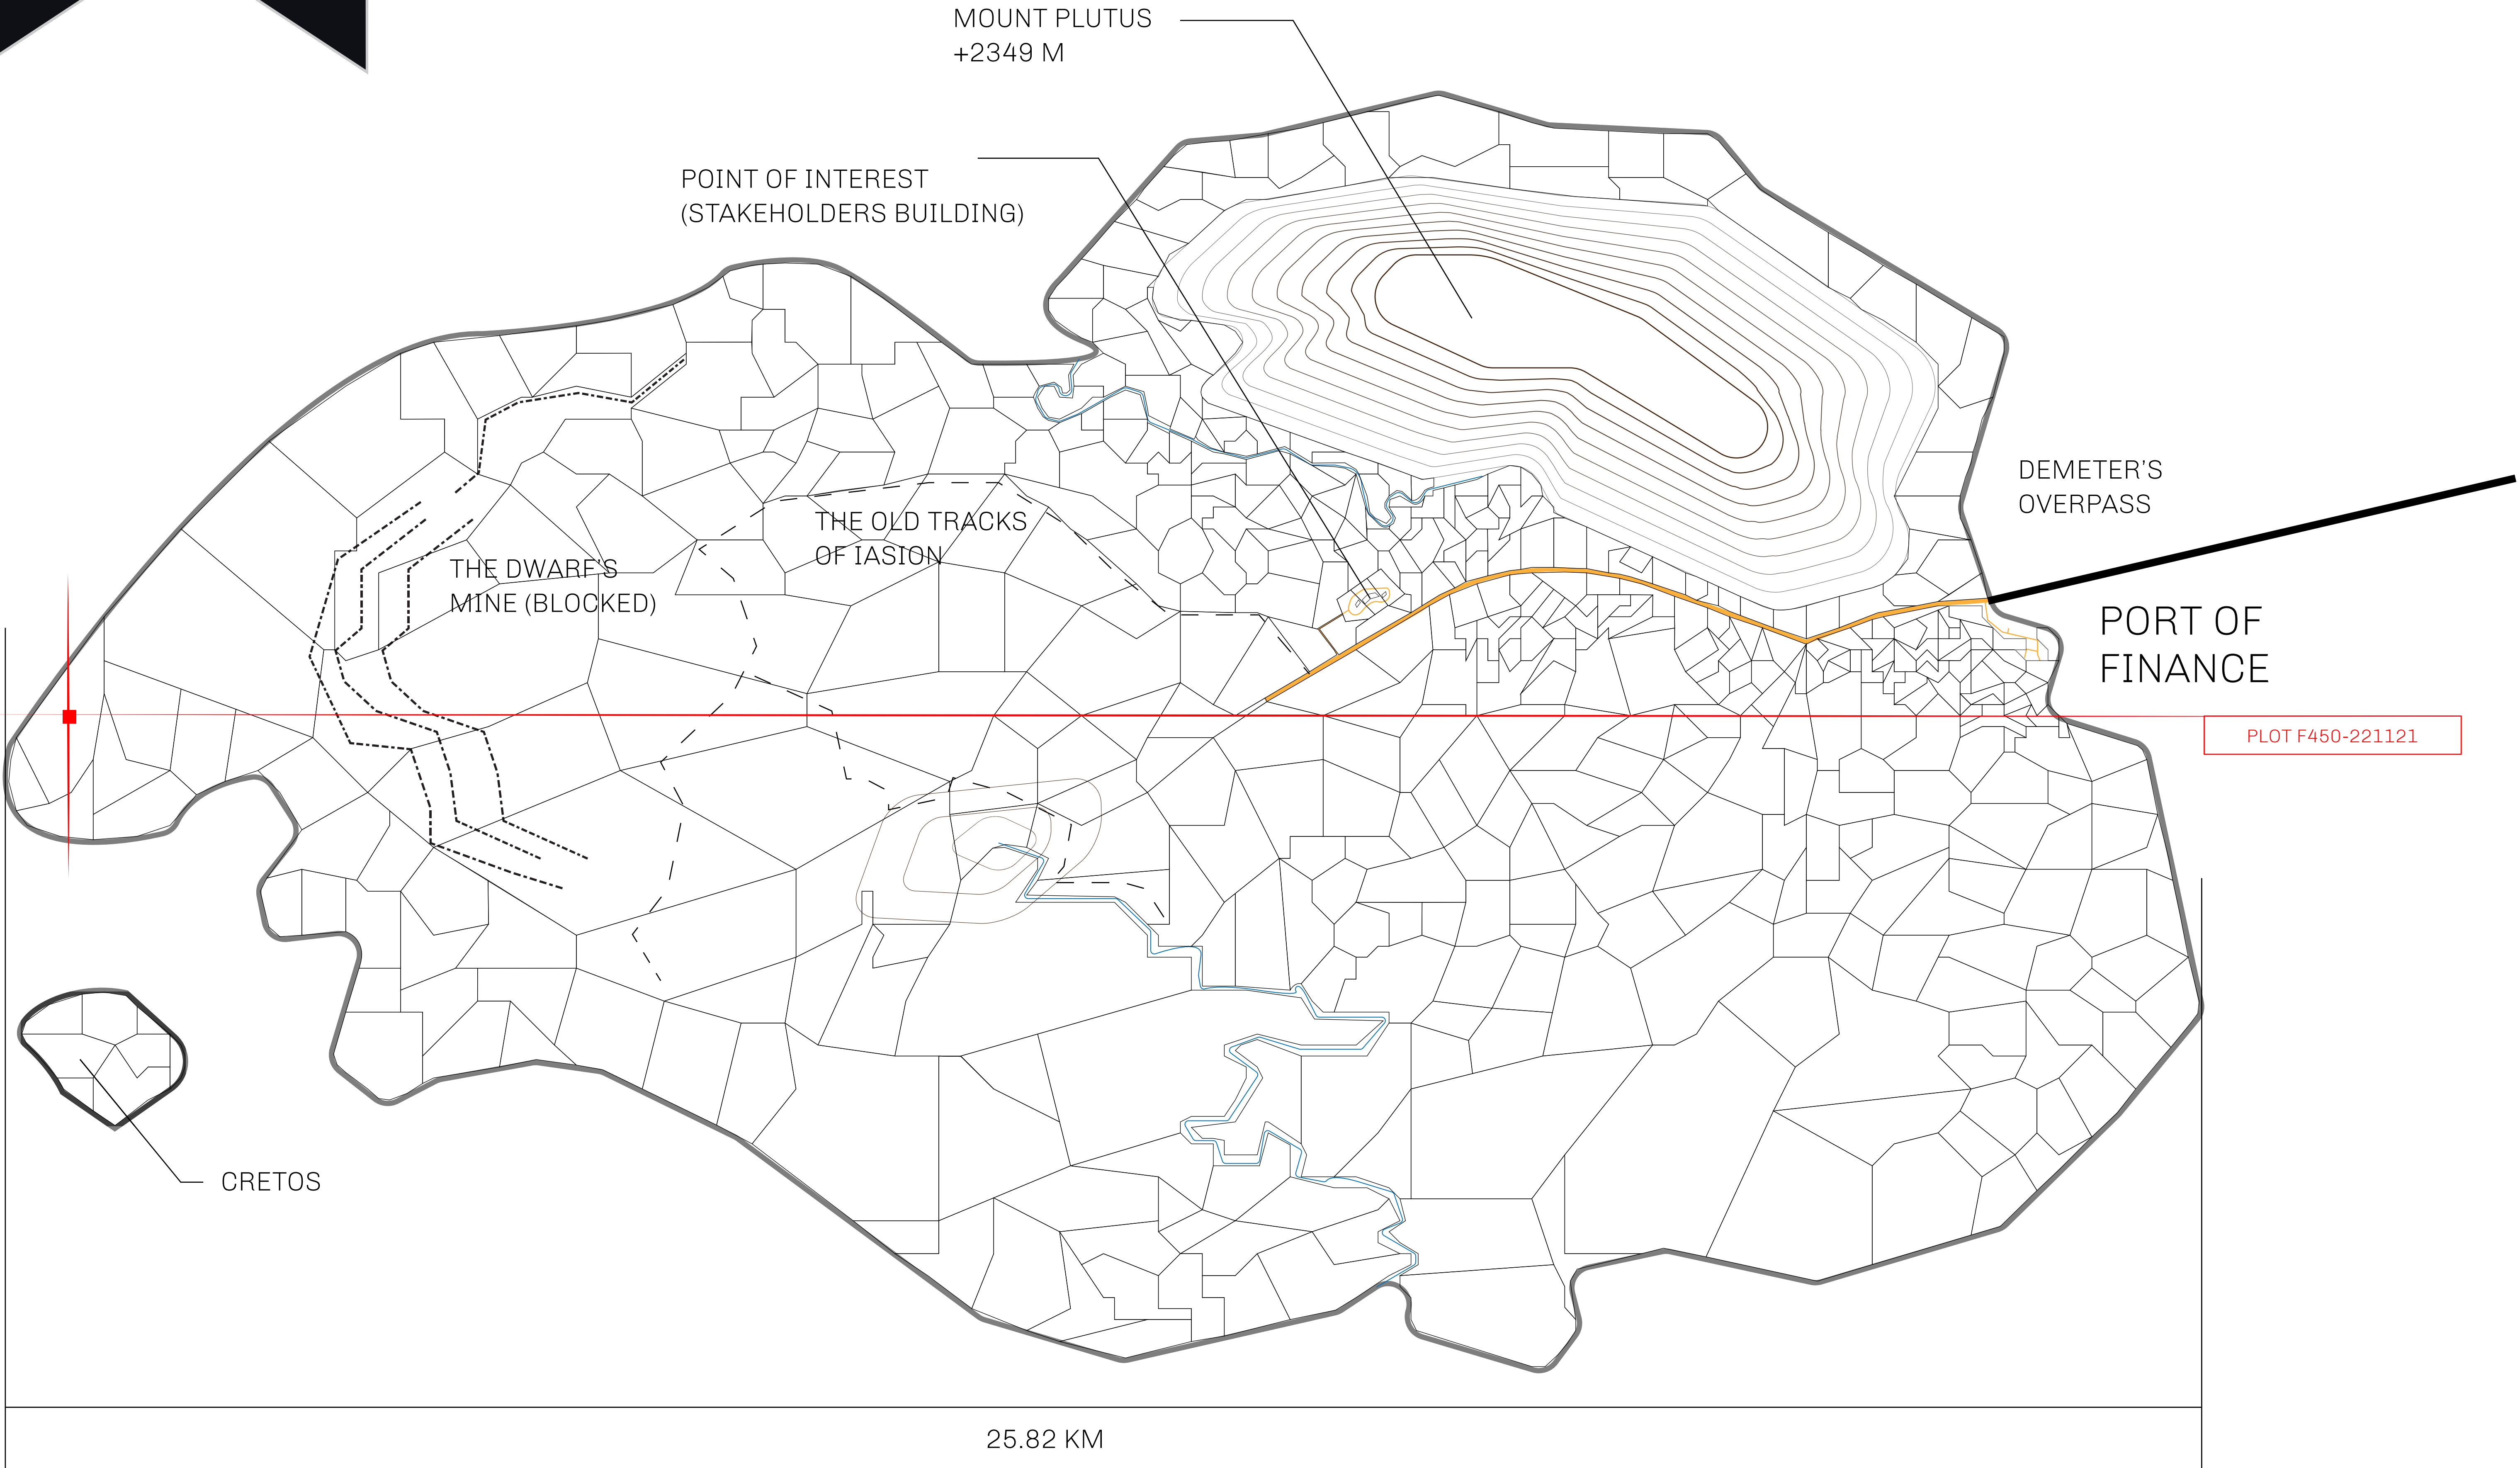 MOUNT PLUTUS
+2349 M
POINT OF INTEREST
(STAKEHOLDERS BUILDING)
DEMETER'S
OVERPASS
THE OLD TRACKS
OF IASION
THE DWARF'S
MINE (BLOCKED)
PORT OF
FINANCE
PLOT F450-221121
CRETOS
25.82 KM